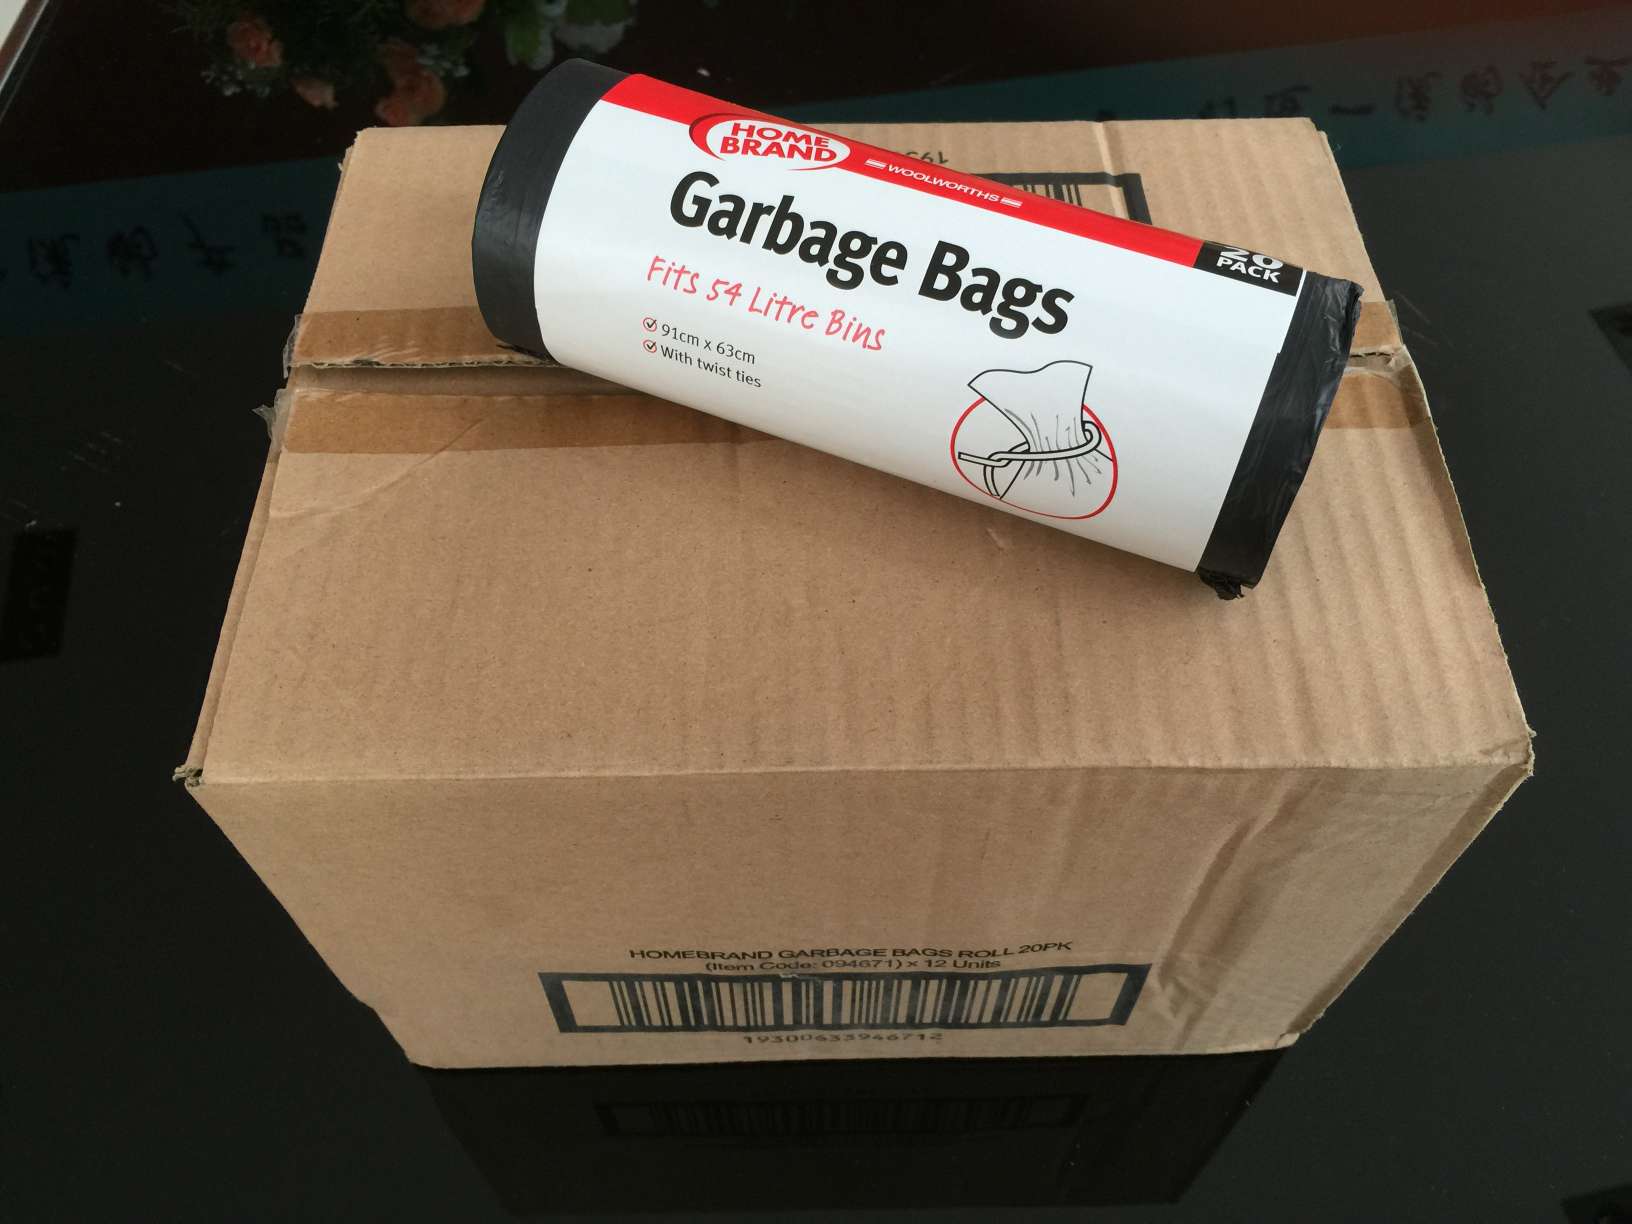 HOME
BRAND
WOOLWORTHS
20
PACK
Garbage Bags
Fits 54 Litre Bins
91cm x 63cm
With twist ties
HOMEBRAND GARBAGE BAGS ROLL 20PK
(Item Code: 094671) x 12 Units
19300633946712